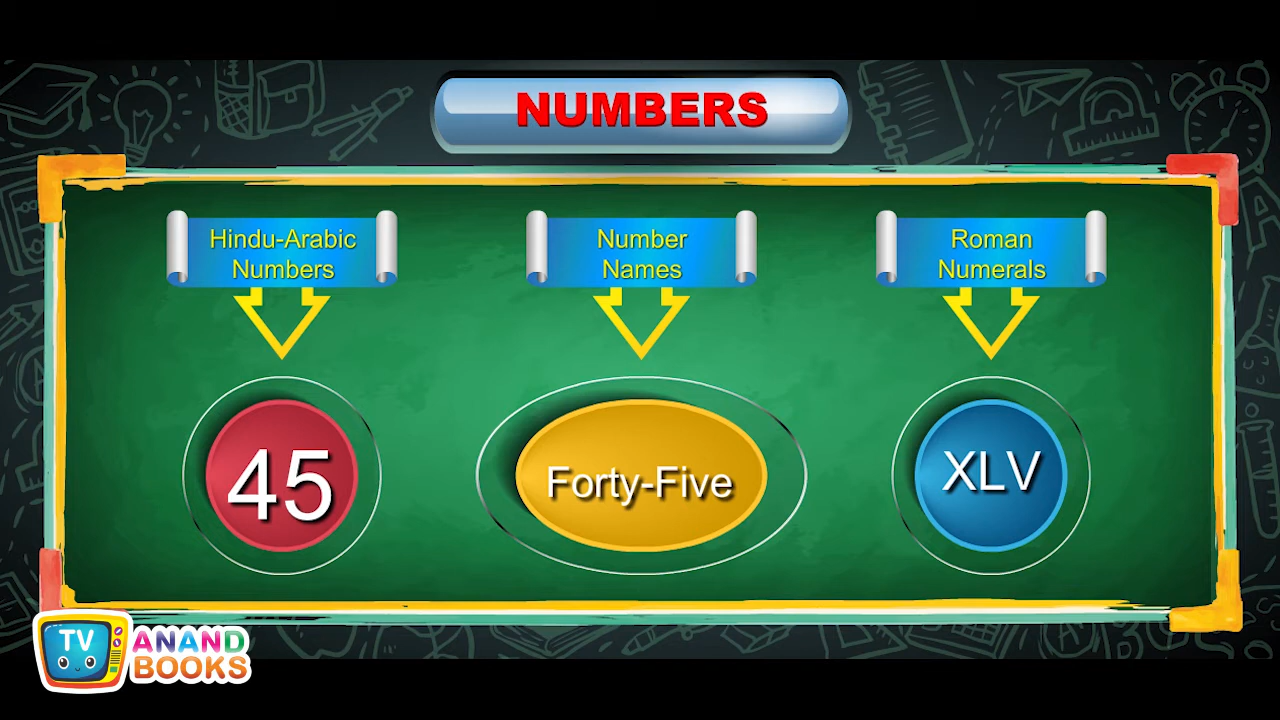 NUMBERS
Hindu-Arabic
Numbers
Number
Names
Roman
Numerals
45
Forty-Five
XLV
TV
ANAND
BOOKS